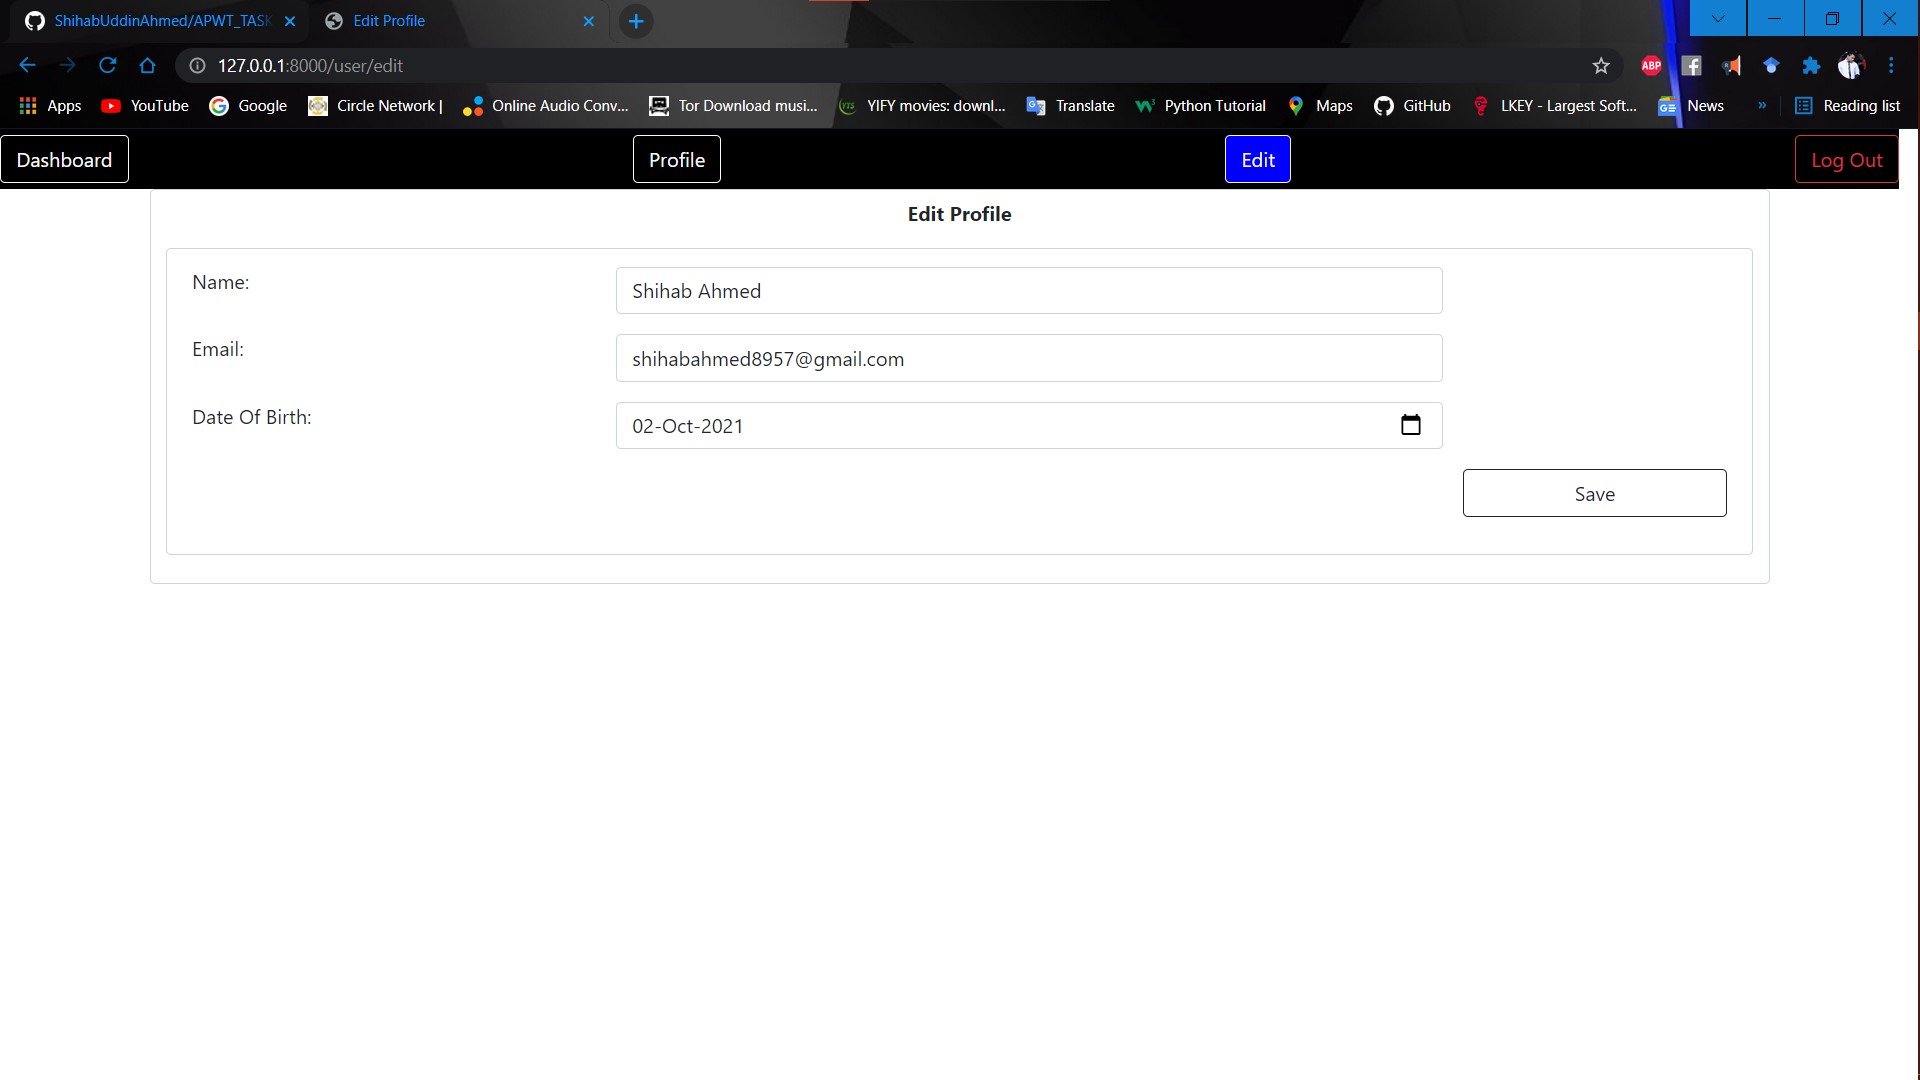 ShihabUddinAhmed/APWT_TASK
Edit Profile
127.0.0.1:8000/user/edit
ABP
Apps YouTube Google Circle Network | Online Audio Conv... Tor Download musi... YIFY movies: downl... Translate Python Tutorial Maps GitHub LKEY - Largest Soft... News » Reading list
Dashboard Profile Edit Log Out
Edit Profile
Name: Shihab Ahmed
Email: shihabahmed8957@gmail.com
Date Of Birth: 02-Oct-2021
Save